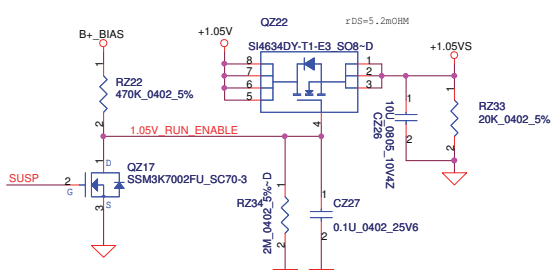 QZ22
rDS=5.2mOHM
B+_BIAS
+1.05V
SI4634DY-T1-E3_SO8~D
+1.05VS
8
7
6
5
1
2
3
4
1
RZ22
470K_0402_5%
2
1
10U_0805_10V4Z
CZ26
2
1
RZ33
20K_0402_5%
2
1.05V_RUN_ENABLE
1
D
QZ17
SSM3K7002FU_SC70-3
SUSP
2
G
3
S
1
RZ34
2M_0402_5%~D
2
1
CZ27
0.1U_0402_25V6
2